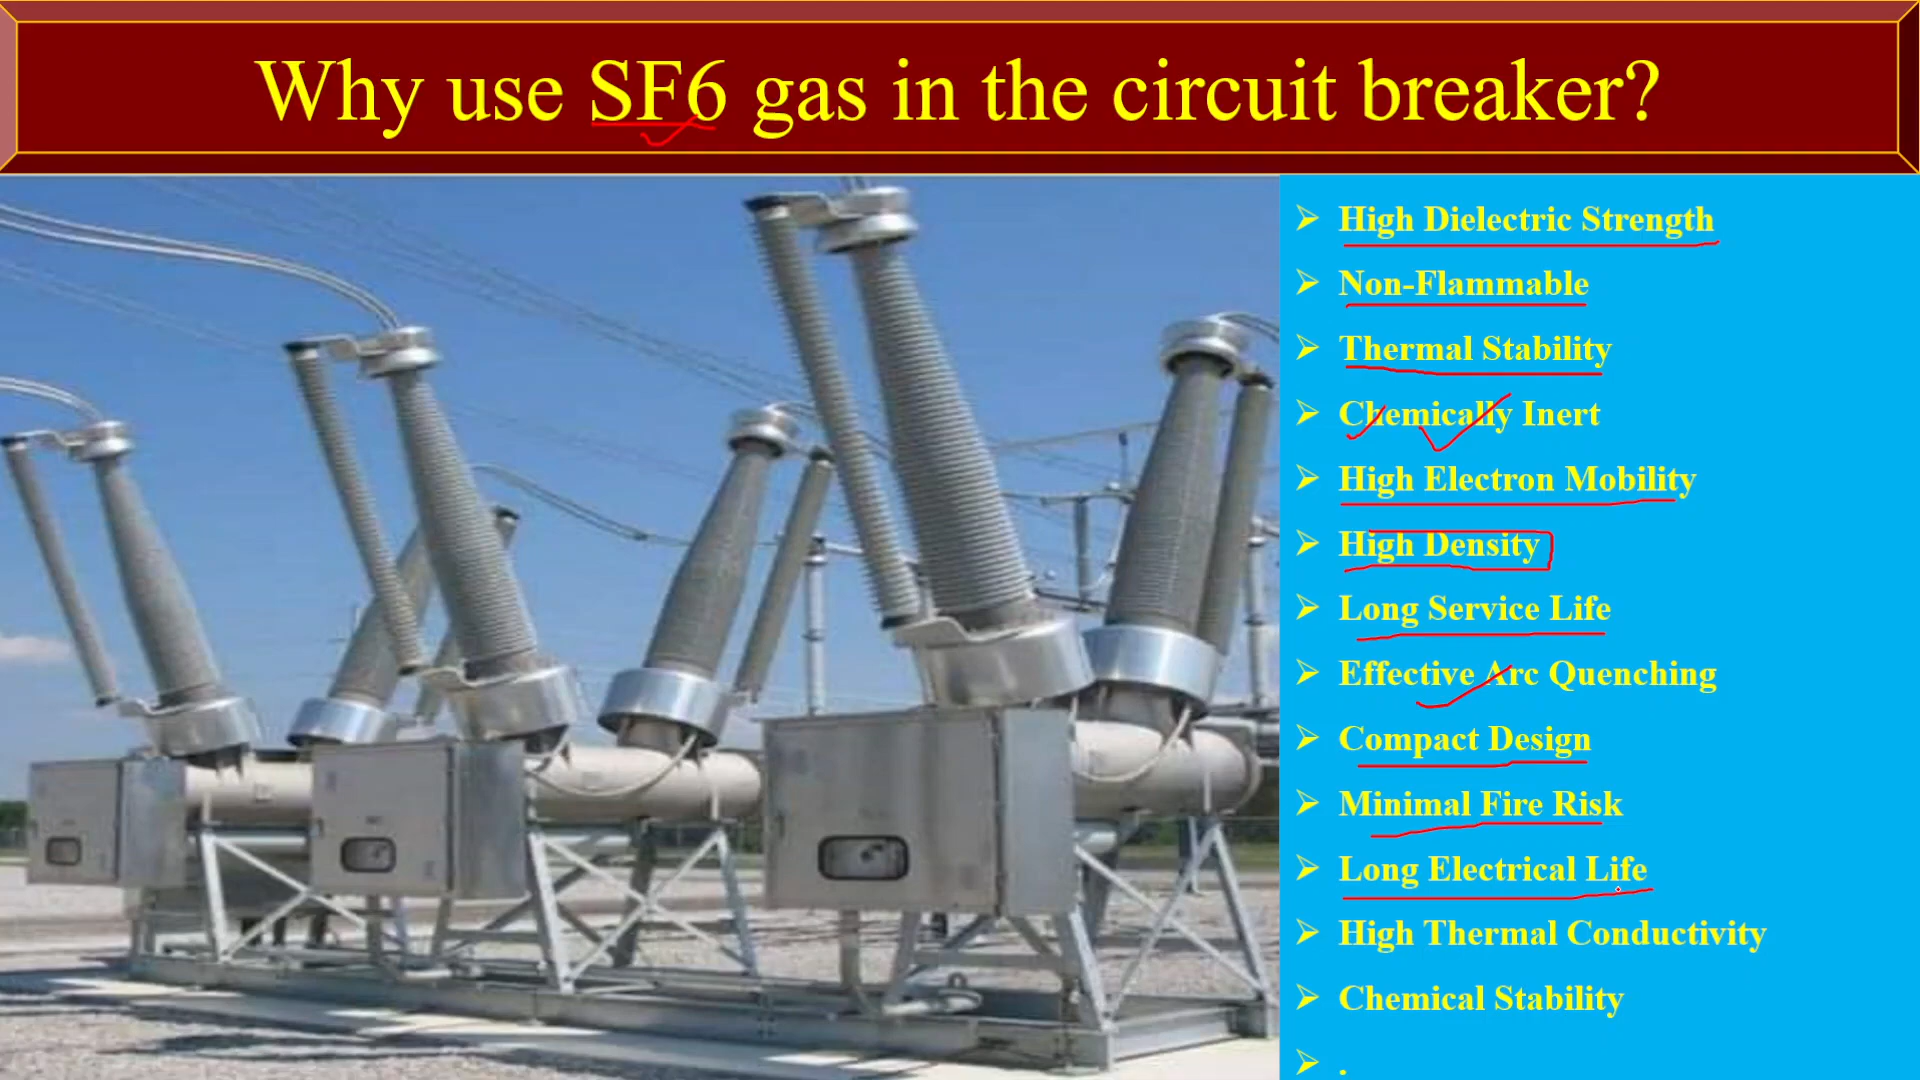 Why use SF6 gas in the circuit breaker?
High Dielectric Strength
Non-Flammable
Thermal Stability
Chemically Inert
High Electron Mobility
High Density
Long Service Life
Effective Arc Quenching
Compact Design
Minimal Fire Risk
Long Electrical Life
High Thermal Conductivity
Chemical Stability
.